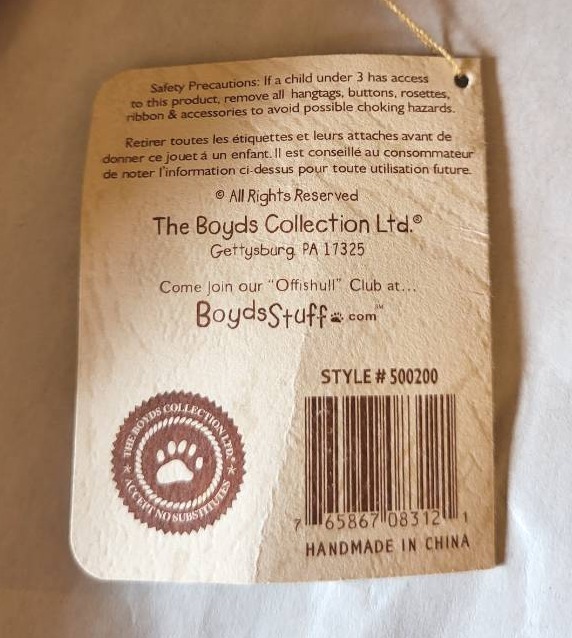 Safety Precautions: If a child under 3 has access
to this product, remove all hangtags, buttons, rosettes,
ribbon & accessories to avoid possible choking hazards.
Retirer toutes les étiquettes et leurs attaches avant de
donner ce jouet á un enfant. Il est conseillé au consommateur
de noter l'information ci-dessus pour toute utilisation future.
© All Rights Reserved
The Boyds Collection Ltd.®
Gettysburg, PA 17325
Come Join our "Offishull" Club at...
BoydsStuff.com™
STYLE # 500200
THE BOYDS COLLECTION LTD.®
ACCEPT NO SUBSTITUTES
7 65867 08312 1
HANDMADE IN CHINA